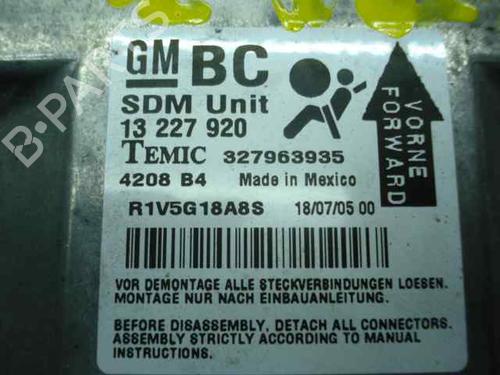 GM BC
SDM Unit
13 227 920
TEMIC 327963935
4208 B4 Made in Mexico
R1V5G18A8S 18/07/05 00
VORNE
FORWARD
VOR DEMONTAGE ALLE STECKVERBINDUNGEN LOESEN.
MONTAGE NUR NACH EINBAUANLEITUNG.
BEFORE DISASSEMBLY, DETACH ALL CONNECTORS.
ASSEMBLY STRICTLY ACCORDING TO MANUAL
INSTRUCTIONS.
B-PARTS